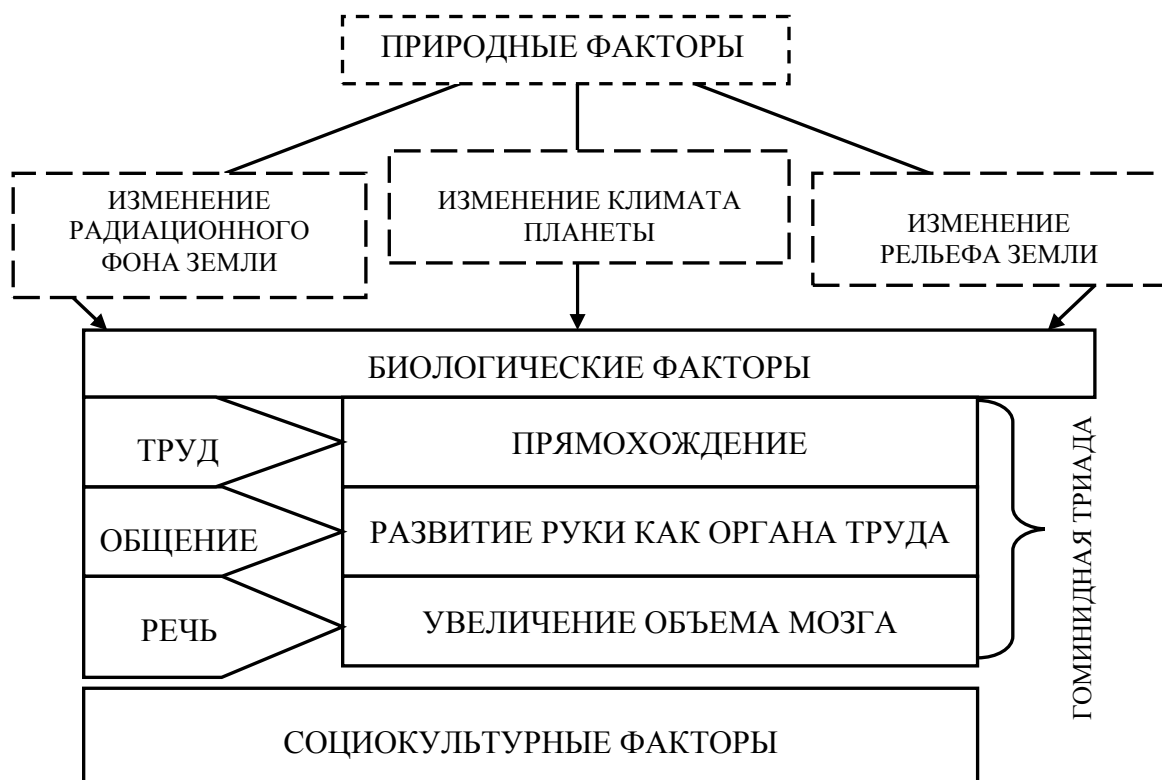 ПРИРОДНЫЕ ФАКТОРЫ
ИЗМЕНЕНИЕ
РАДИАЦИОННОГО
ФОНА ЗЕМЛИ
ИЗМЕНЕНИЕ КЛИМАТА
ПЛАНЕТЫ
ИЗМЕНЕНИЕ
РЕЛЬЕФА ЗЕМЛИ
БИОЛОГИЧЕСКИЕ ФАКТОРЫ
ТРУД
ПРЯМОХОЖДЕНИЕ
ОБЩЕНИЕ
РАЗВИТИЕ РУКИ КАК ОРГАНА ТРУДА
РЕЧЬ
УВЕЛИЧЕНИЕ ОБЪЕМА МОЗГА
ГОМИНИДНАЯ ТРИАДА
СОЦИОКУЛЬТУРНЫЕ ФАКТОРЫ